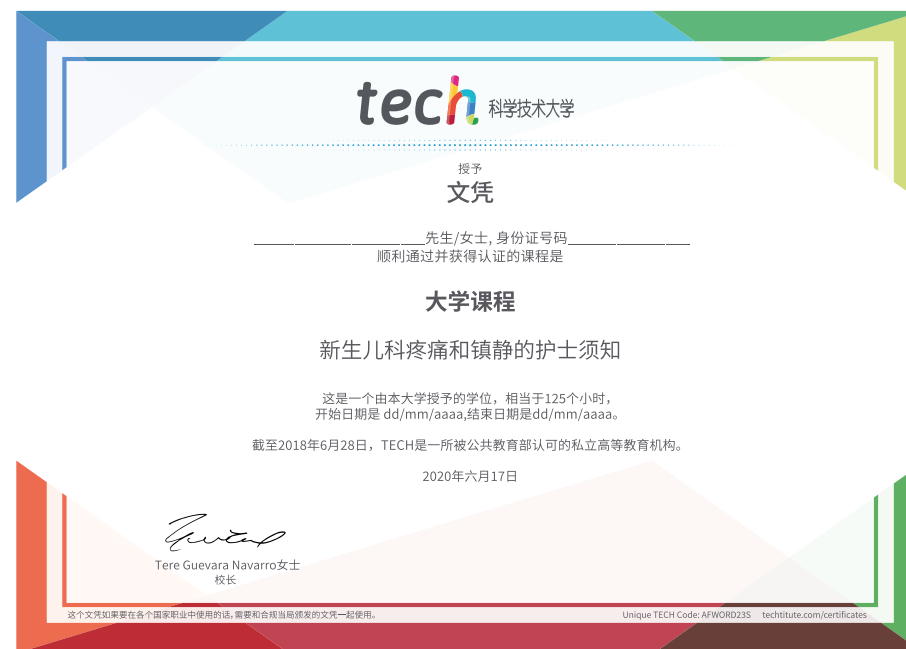 tech 科学技术大学
授予
文凭
______________________先生/女士, 身份证号码________________
顺利通过并获得认证的课程是
大学课程
新生儿科疼痛和镇静的护士须知
这是一个由本大学授予的学位，相当于125个小时，
开始日期是 dd/mm/aaaa,结束日期是dd/mm/aaaa。
截至2018年6月28日，TECH是一所被公共教育部认可的私立高等教育机构。
2020年六月17日
Tere Guevara Navarro女士
校长
这个文凭如果要在各个国家职业中使用的话,需要和合规当局颁发的文凭一起使用。
Unique TECH Code: AFWORD23S techtitute.com/certificates